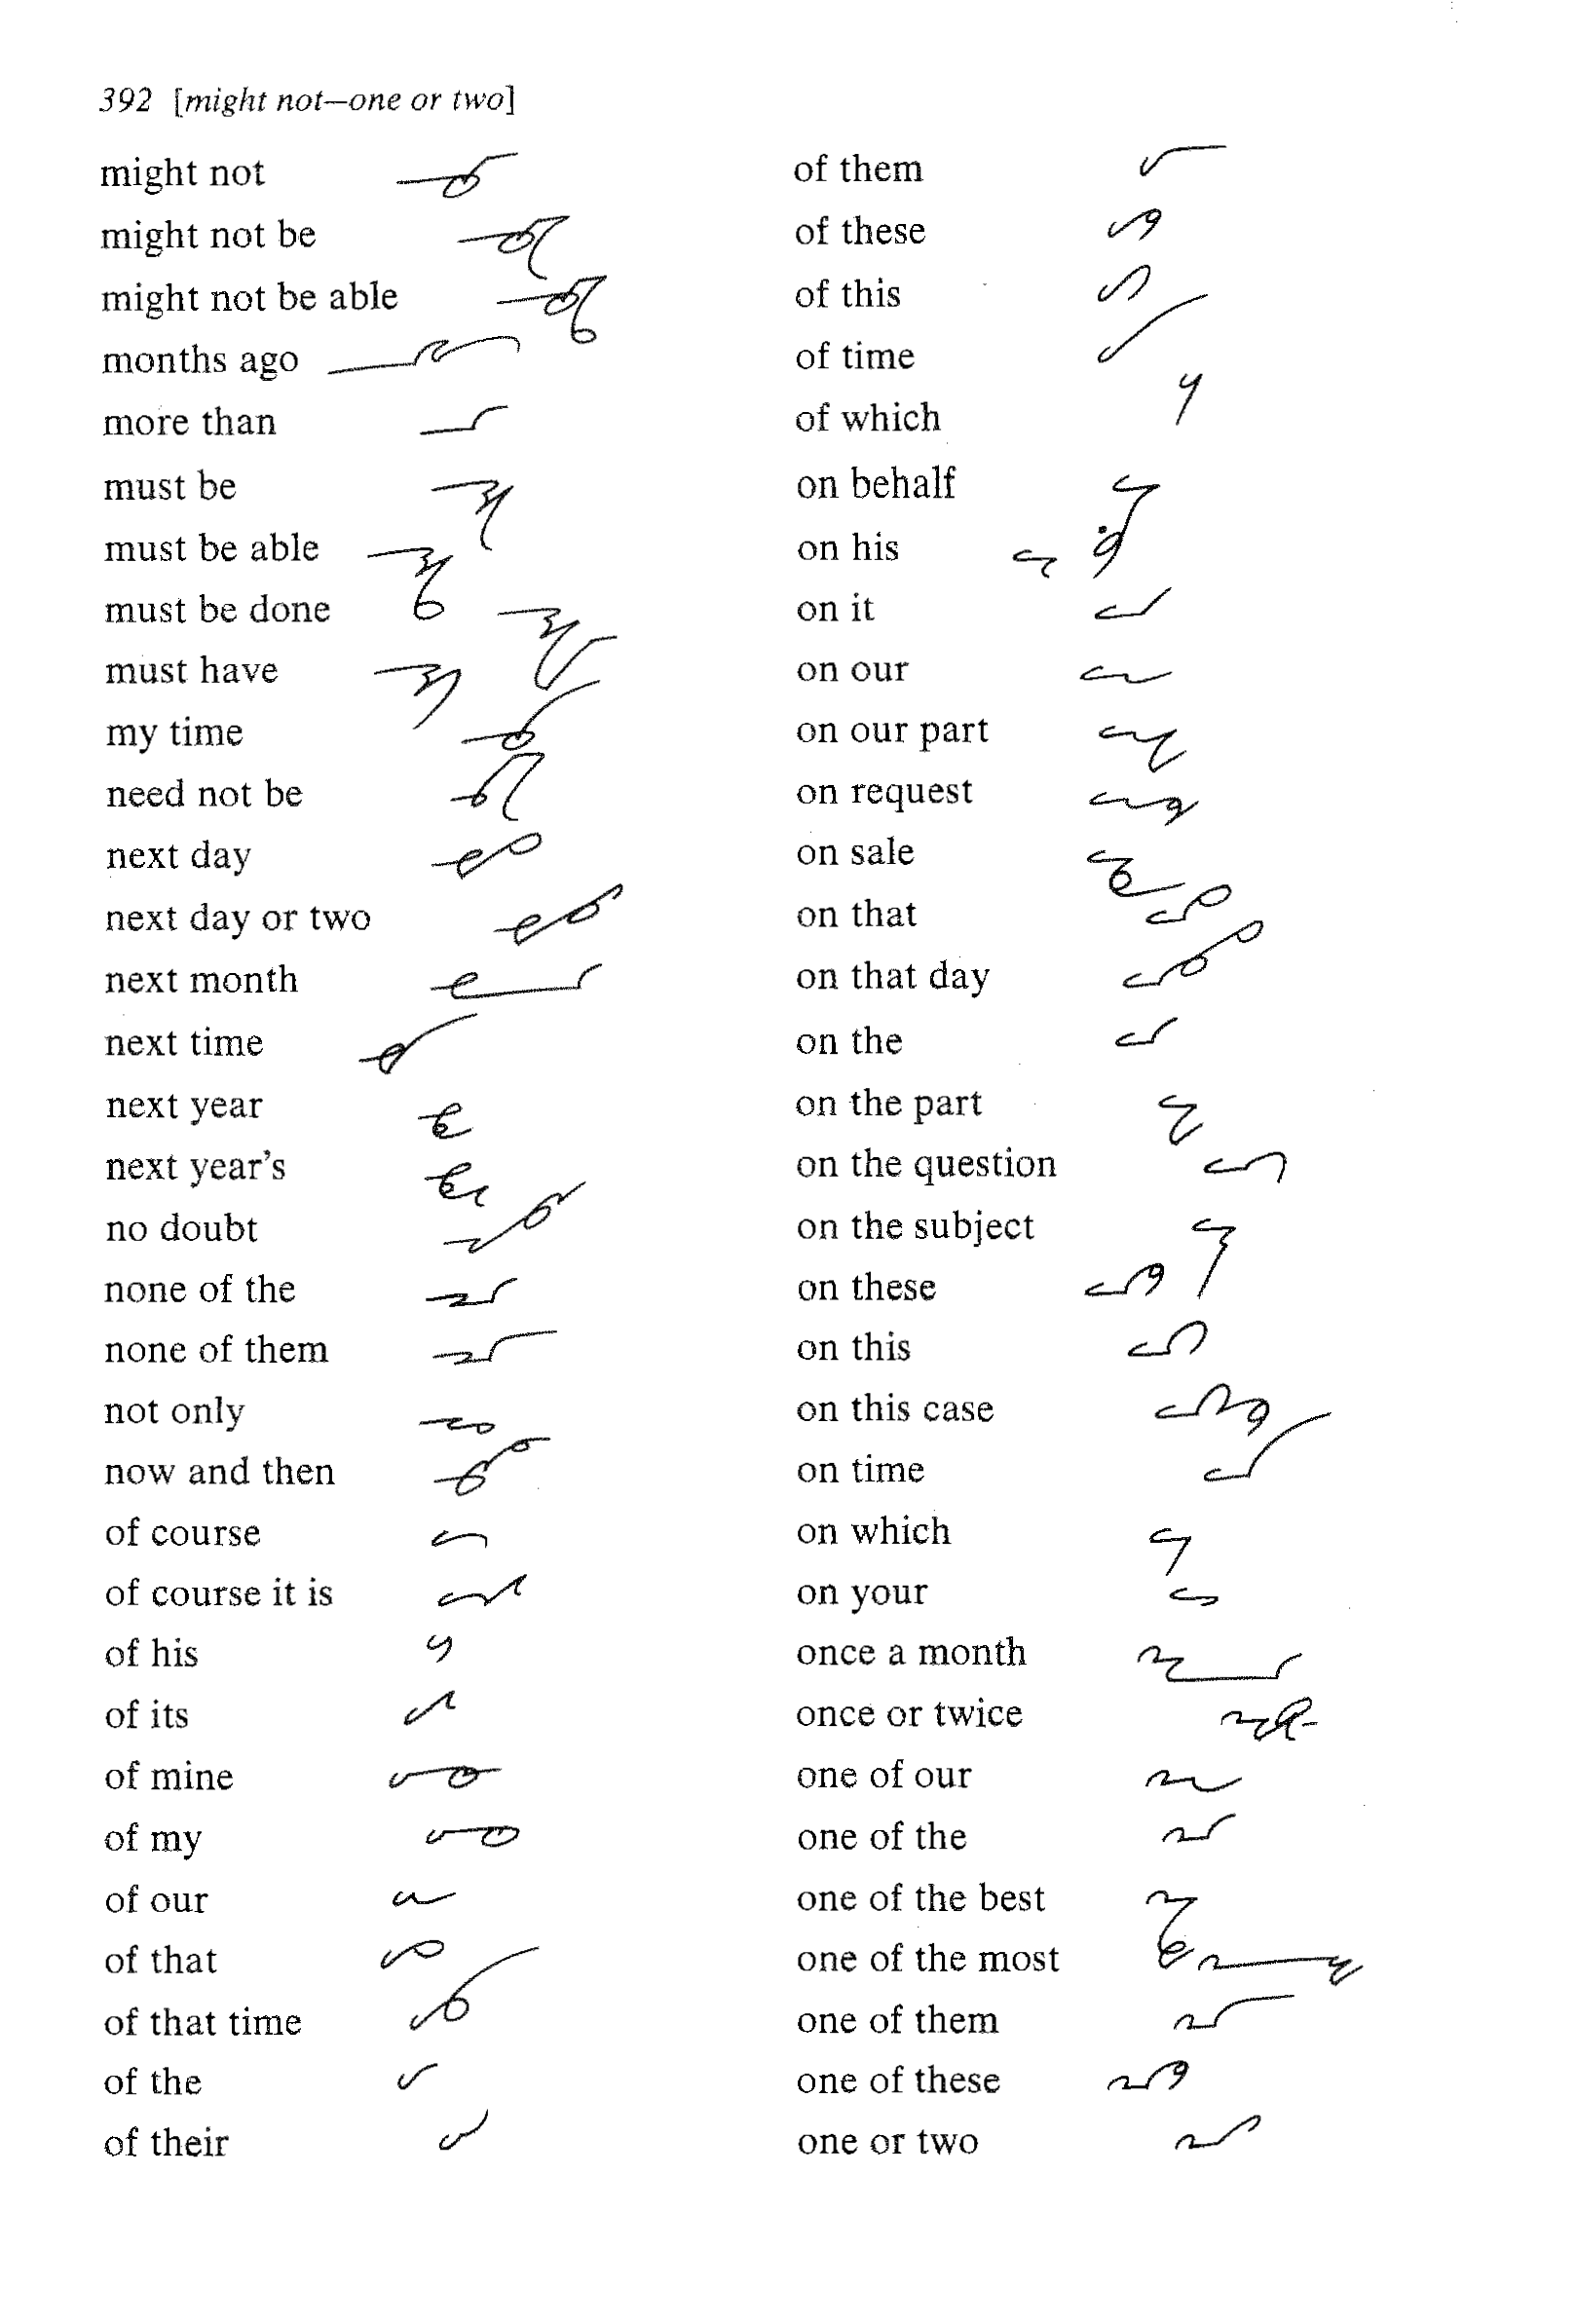 392 [might not—one or two]
might not
might not be
might not be able
months ago
more than
must be
must be able
must be done
must have
my time
need not be
next day
next day or two
next month
next time
next year
next year's
no doubt
none of the
none of them
not only
now and then
of course
of course it is
of his
of its
of mine
of my
of our
of that
of that time
of the
of their
of them
of these
of this
of time
of which
on behalf
on his
on it
on our
on our part
on request
on sale
on that
on that day
on the
on the part
on the question
on the subject
on these
on this
on this case
on time
on which
on your
once a month
once or twice
one of our
one of the
one of the best
one of the most
one of them
one of these
one or two